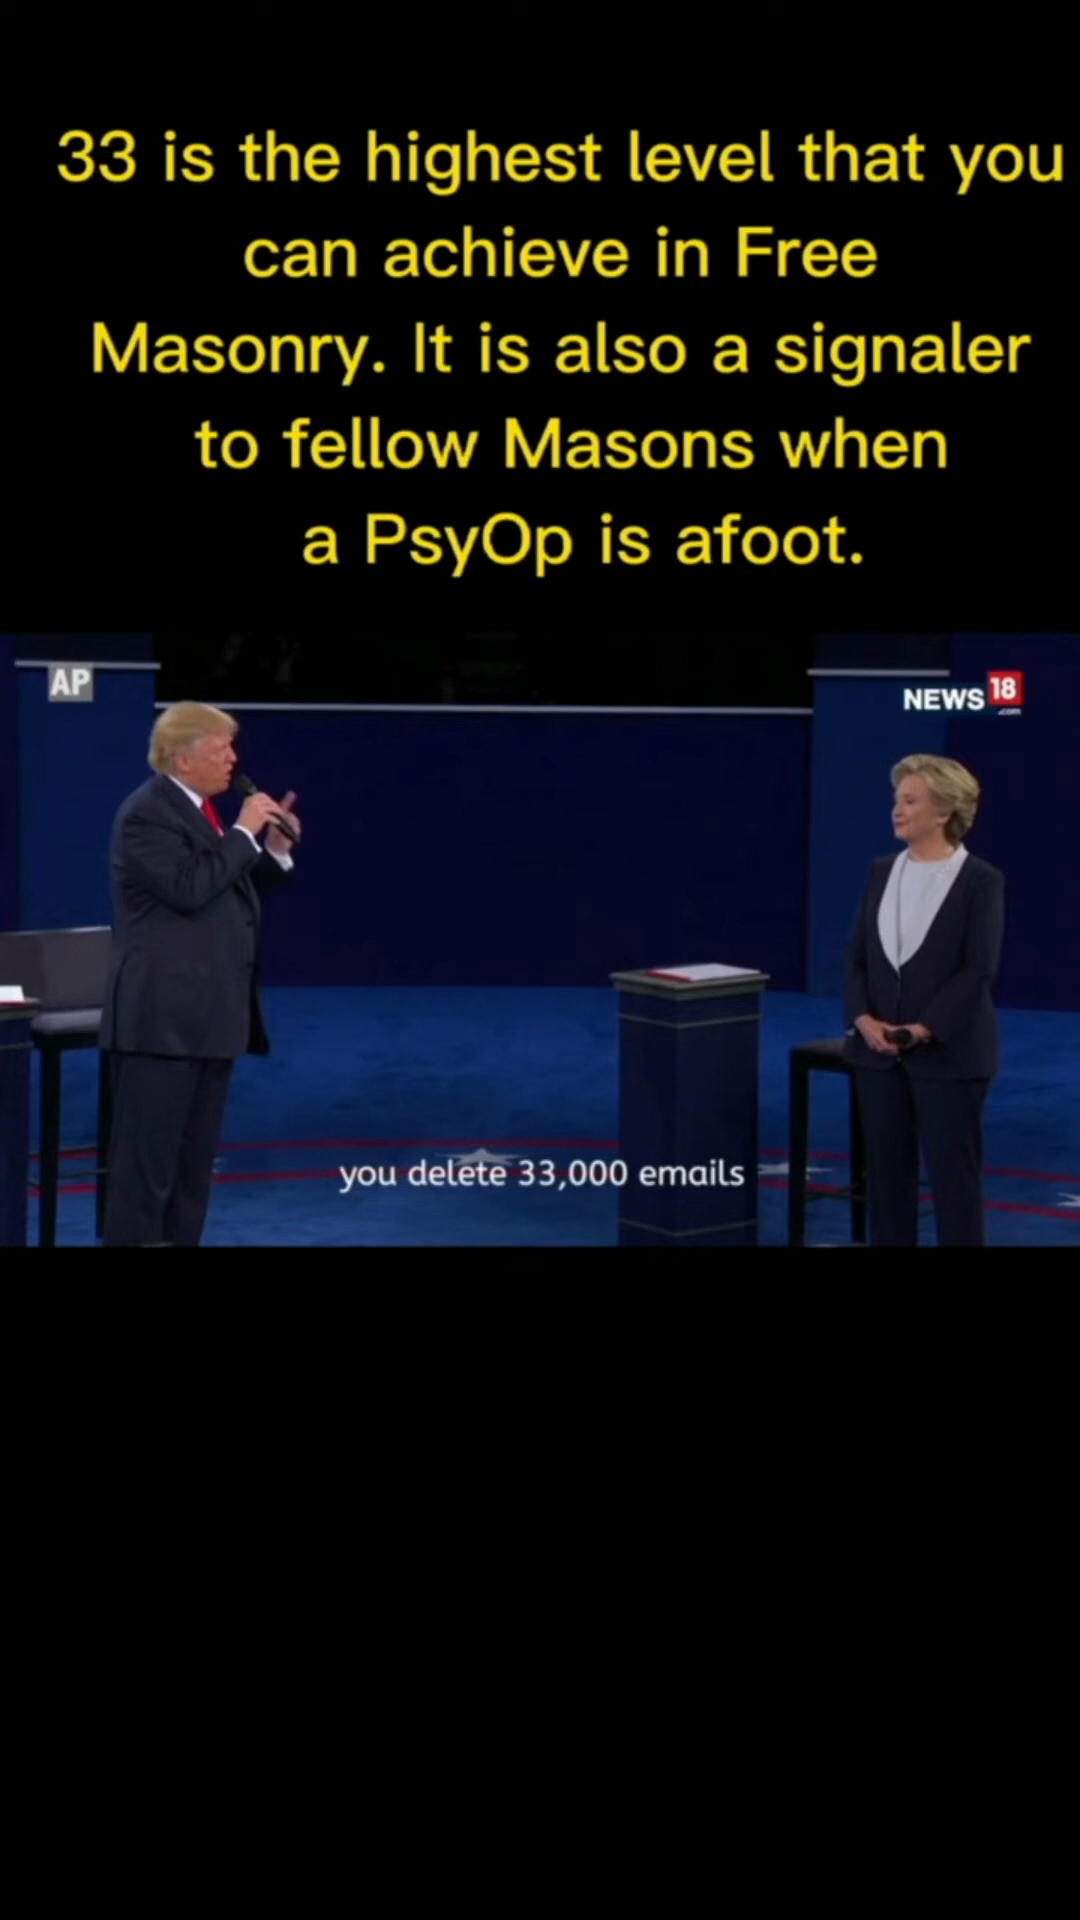 33 is the highest level that you
can achieve in Free
Masonry. It is also a signaler
to fellow Masons when
a PsyOp is afoot.
AP
NEWS 18
.com
you delete 33,000 emails